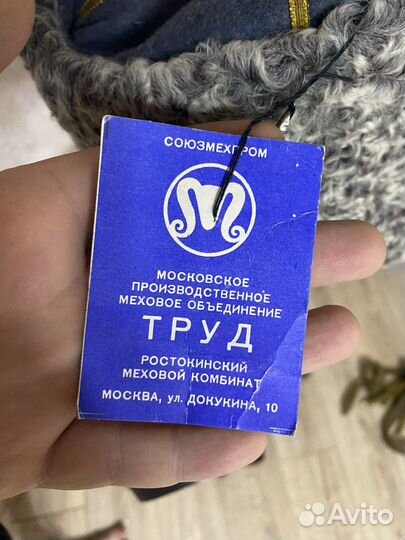 СОЮЗМЕХПРОМ
МОСКОВСКОЕ
ПРОИЗВОДСТВЕННОЕ
МЕХОВОЕ ОБЪЕДИНЕНИЕ
ТРУД
РОСТОКИНСКИЙ
МЕХОВОЙ КОМБИНАТ
МОСКВА, ул. ДОКУКИНА, 10
Avito